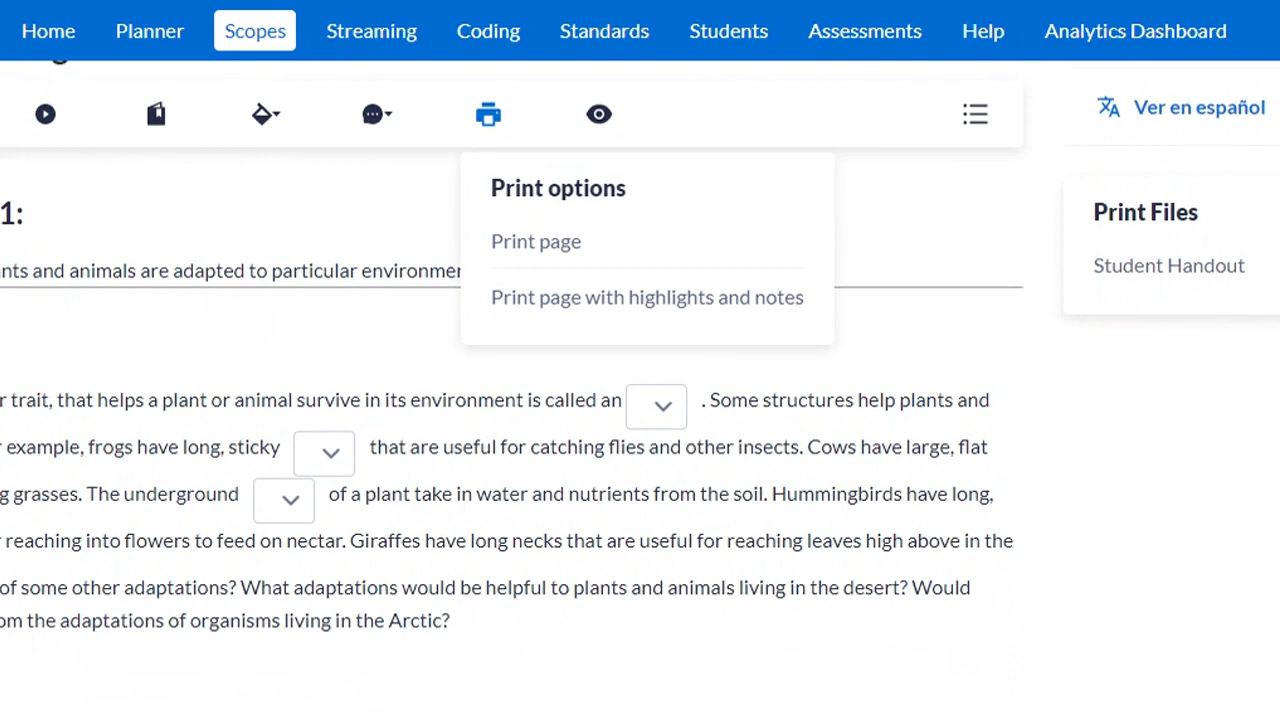 Home Planner Scopes Streaming Coding Standards Students Assessments Help Analytics Dashboard
Ver en español
Print options
Print page
Print page with highlights and notes
Print Files
Student Handout
1:
nts and animals are adapted to particular environmen
r trait, that helps a plant or animal survive in its environment is called an . Some structures help plants and
example, frogs have long, sticky that are useful for catching flies and other insects. Cows have large, flat
g grasses. The underground of a plant take in water and nutrients from the soil. Hummingbirds have long,
reaching into flowers to feed on nectar. Giraffes have long necks that are useful for reaching leaves high above in the
of some other adaptations? What adaptations would be helpful to plants and animals living in the desert? Would
om the adaptations of organisms living in the Arctic?